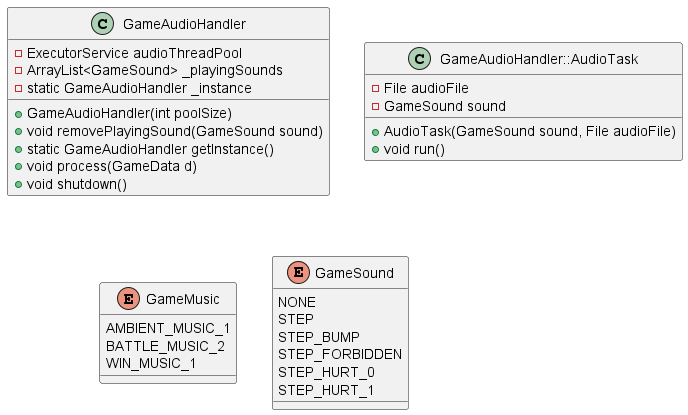 C GameAudioHandler
ExecutorService audioThreadPool
ArrayList<GameSound> _playingSounds
static GameAudioHandler _instance
GameAudioHandler(int poolSize)
void removePlayingSound(GameSound sound)
static GameAudioHandler getInstance()
void process(GameData d)
void shutdown()
C GameAudioHandler::AudioTask
File audioFile
GameSound sound
AudioTask(GameSound sound, File audioFile)
void run()
E GameMusic
AMBIENT_MUSIC_1
BATTLE_MUSIC_2
WIN_MUSIC_1
E GameSound
NONE
STEP
STEP_BUMP
STEP_FORBIDDEN
STEP_HURT_0
STEP_HURT_1